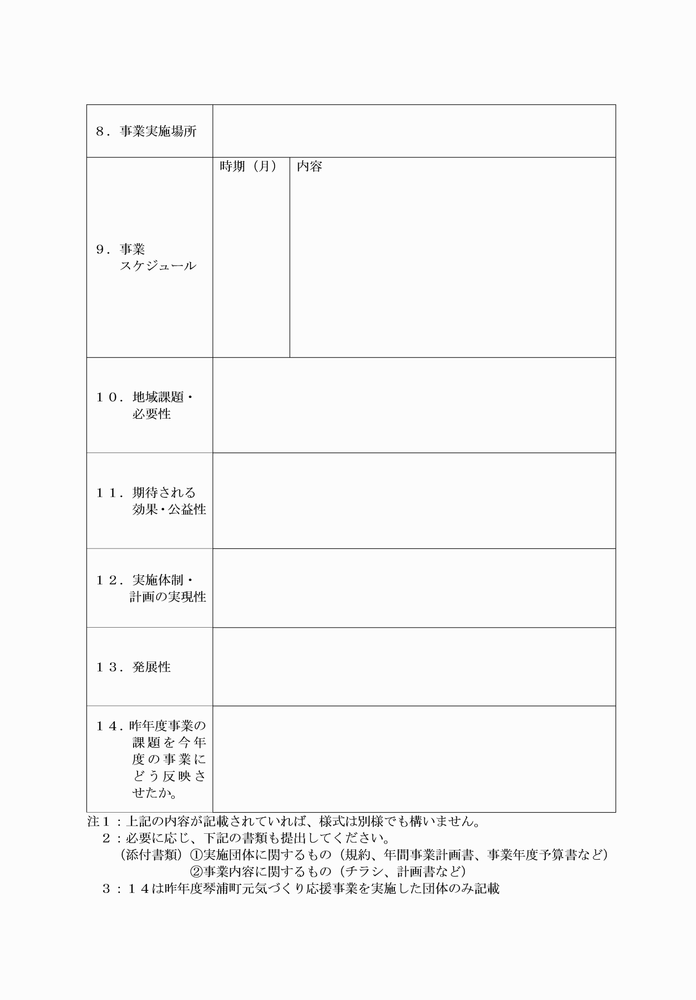 ８．事業実施場所
時期（月）
内容
９．事業
スケジュール
１０．地域課題・
必要性
１１．期待される
効果・公益性
１２．実施体制・
計画の実現性
１３．発展性
１４．昨年度事業の
課題を今年
度の事業に
どう反映さ
せたか。
注１：上記の内容が記載されていれば、様式は別様でも構いません。
２：必要に応じ、下記の書類も提出してください。
（添付書類）①実施団体に関するもの（規約、年間事業計画書、事業年度予算書など）
②事業内容に関するもの（チラシ、計画書など）
３：１４は昨年度琴浦町元気づくり応援事業を実施した団体のみ記載